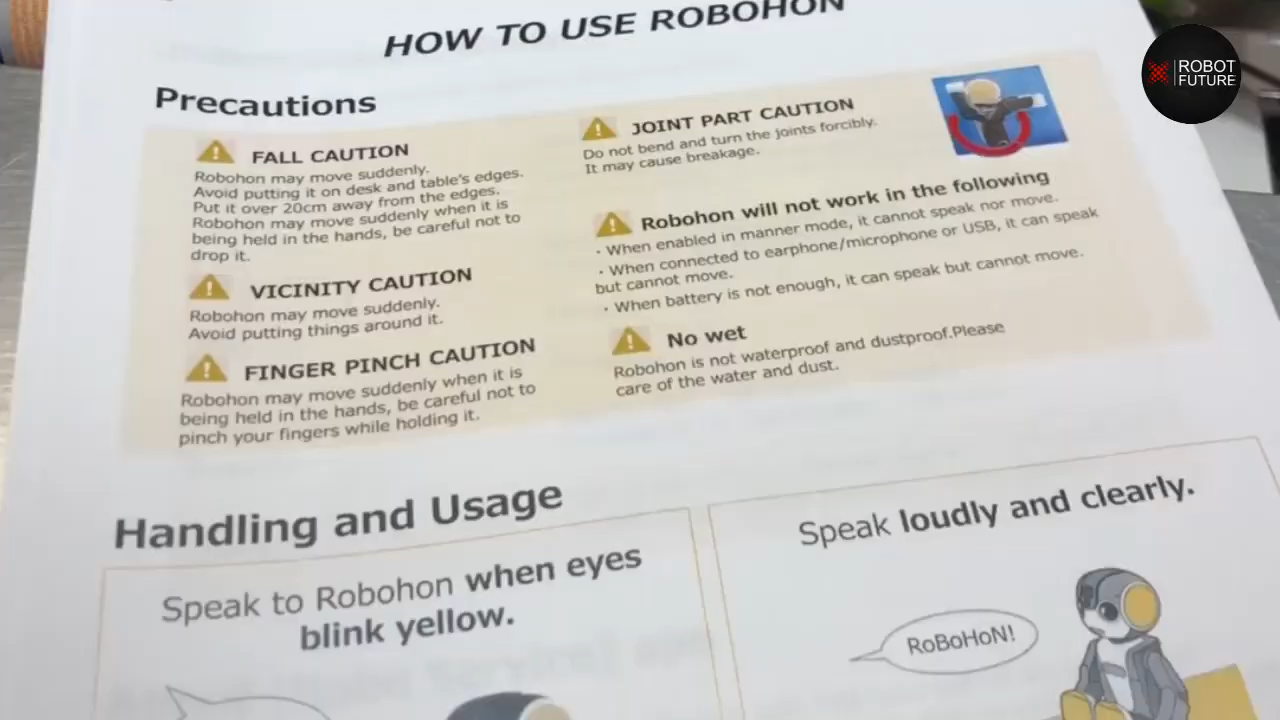 HOW TO USE ROBOHON
Precautions
FALL CAUTION
Robohon may move suddenly.
Avoid putting it on desk and table's edges.
Put it over 20cm away from the edges.
Robohon may move suddenly when it is
being held in the hands, be careful not to
drop it.
VICINITY CAUTION
Robohon may move suddenly.
Avoid putting things around it.
FINGER PINCH CAUTION
Robohon may move suddenly when it is
being held in the hands, be careful not to
pinch your fingers while holding it.
JOINT PART CAUTION
Do not bend and turn the joints forcibly.
It may cause breakage.
Robohon will not work in the following
・When enabled in manner mode, it cannot speak nor move.
・When connected to earphone/microphone or USB, it can speak
but cannot move.
・When battery is not enough, it can speak but cannot move.
No wet
Robohon is not waterproof and dustproof.Please
care of the water and dust.
Handling and Usage
Speak to Robohon when eyes
blink yellow.
Speak loudly and clearly.
RoBoHoN!
ROBOT
FUTURE